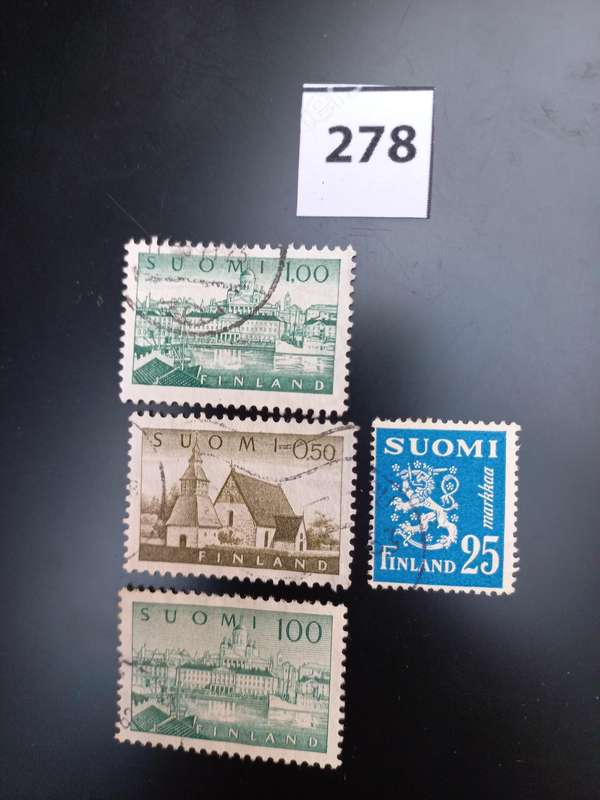 278
SUOMI 1.00
FINLAND
SUOMI 0.50
FINLAND
SUOMI
markkaa
FINLAND 25
SUOMI 100
FINLAND